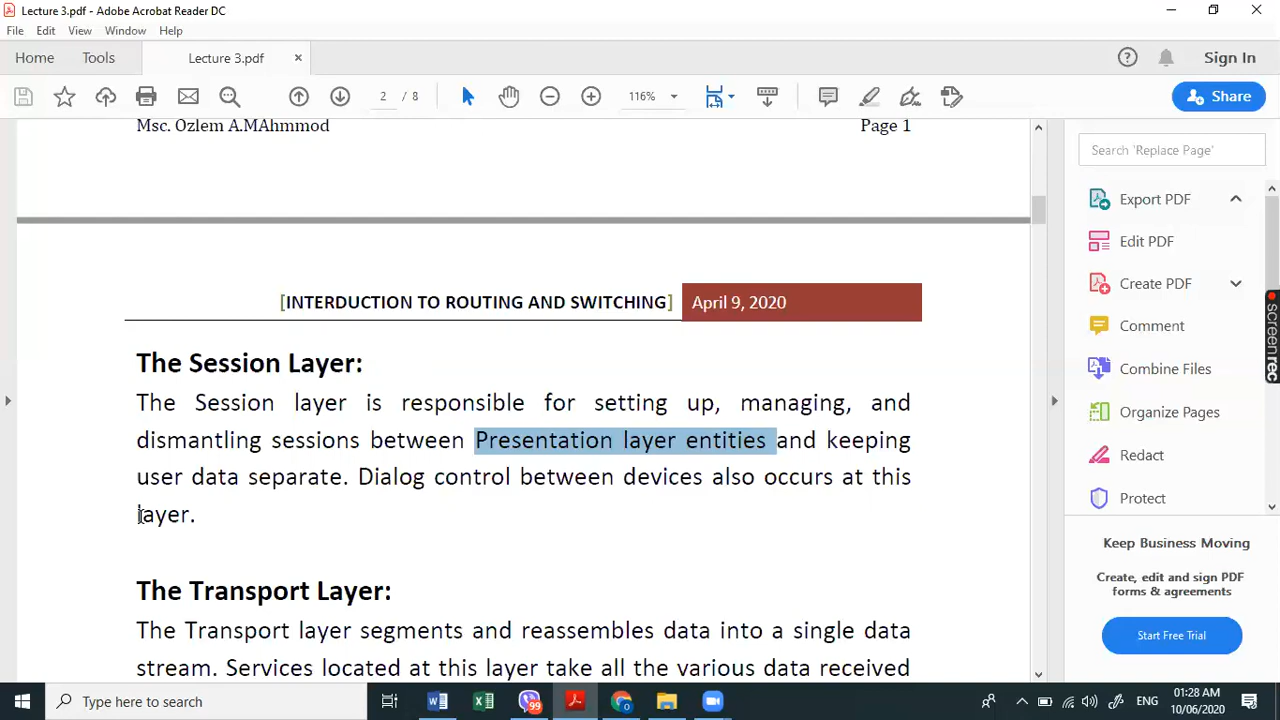 Lecture 3.pdf - Adobe Acrobat Reader DC
File Edit View Window Help
Home Tools Lecture 3.pdf × Sign In
2 / 8 116% Share
Msc. Ozlem A.MAhmmod Page 1
[INTERDUCTION TO ROUTING AND SWITCHING] April 9, 2020
The Session Layer:
The Session layer is responsible for setting up, managing, and
dismantling sessions between Presentation layer entities and keeping
user data separate. Dialog control between devices also occurs at this
layer.
The Transport Layer:
The Transport layer segments and reassembles data into a single data
stream. Services located at this layer take all the various data received
Search 'Replace Page'
Export PDF
Edit PDF
Create PDF
Comment
Combine Files
Organize Pages
Redact
Protect
Keep Business Moving
Create, edit and sign PDF
forms & agreements
Start Free Trial
screenrec
Type here to search
99
ENG
01:28 AM
10/06/2020